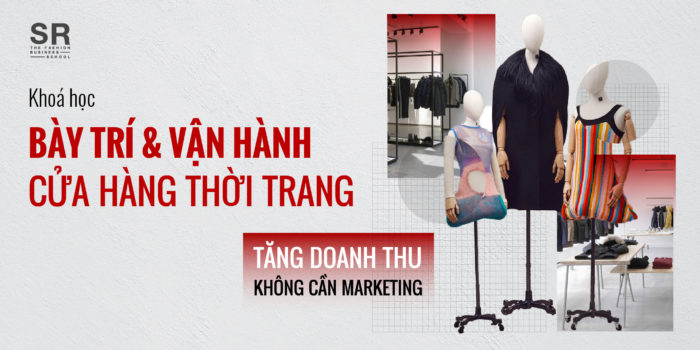 SR
THE FASHION
BUSINESS
SCHOOL
Khoá học
BÀY TRÍ & VẬN HÀNH
CỬA HÀNG THỜI TRANG
TĂNG DOANH THU
KHÔNG CẦN MARKETING